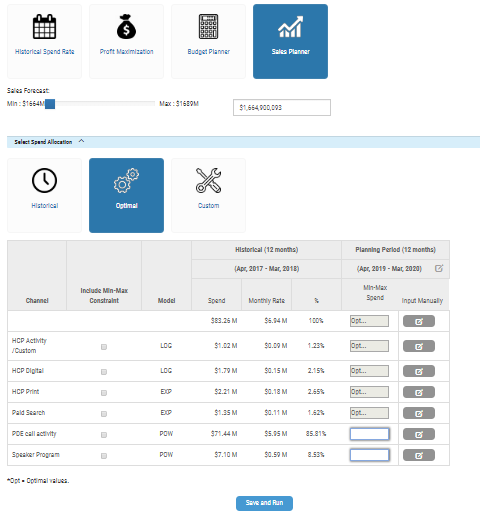 Historical Spend Rate
Profit Maximization
Budget Planner
Sales Planner
Sales Forecast:
Min : $1664M
Max : $1689M
$1,664,900,093
Select Spend Allocation
Historical
Optimal
Custom
Historical (12 months)
Planning Period (12 months)
(Apr, 2017 - Mar, 2018)
(Apr, 2019 - Mar, 2020)
Channel
Include Min-Max Constraint
Model
Spend
Monthly Rate
%
Min-Max Spend
Input Manually
$83.26 M $6.94 M 100% Opt...
HCP Activity /Custom LOG $1.02 M $0.09 M 1.23% Opt...
HCP Digital LOG $1.79 M $0.15 M 2.15% Opt...
HCP Print EXP $2.21 M $0.18 M 2.65% Opt...
Paid Search EXP $1.35 M $0.11 M 1.62% Opt...
PDE call activity POW $71.44 M $5.95 M 85.81%
Speaker Program POW $7.10 M $0.59 M 8.53%
*Opt - Optimal values.
Save and Run